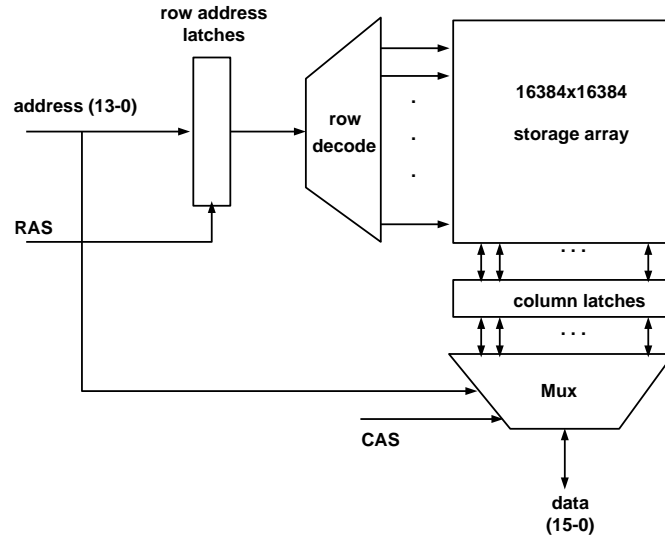 row address
latches
address (13-0)
RAS
row
decode
.
.
.
16384x16384
storage array
. . .
column latches
. . .
Mux
CAS
data
(15-0)